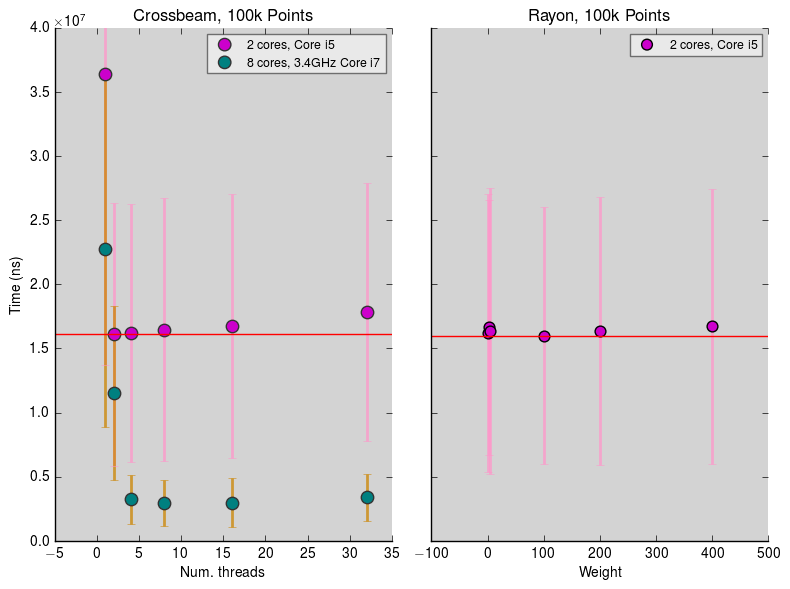 Crossbeam, 100k Points
×10⁷
4.0
3.5
3.0
2.5
2.0
1.5
1.0
0.5
0.0
Time (ns)
2 cores, Core i5
8 cores, 3.4GHz Core i7
−5 0 5 10 15 20 25 30 35
Num. threads
Rayon, 100k Points
2 cores, Core i5
−100 0 100 200 300 400 500
Weight